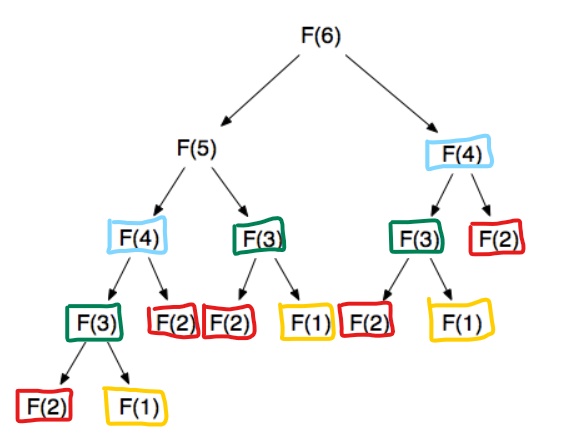 F(6)
F(5) F(4)
F(4) F(3) F(3) F(2)
F(3) F(2) F(2) F(1) F(2) F(1)
F(2) F(1)